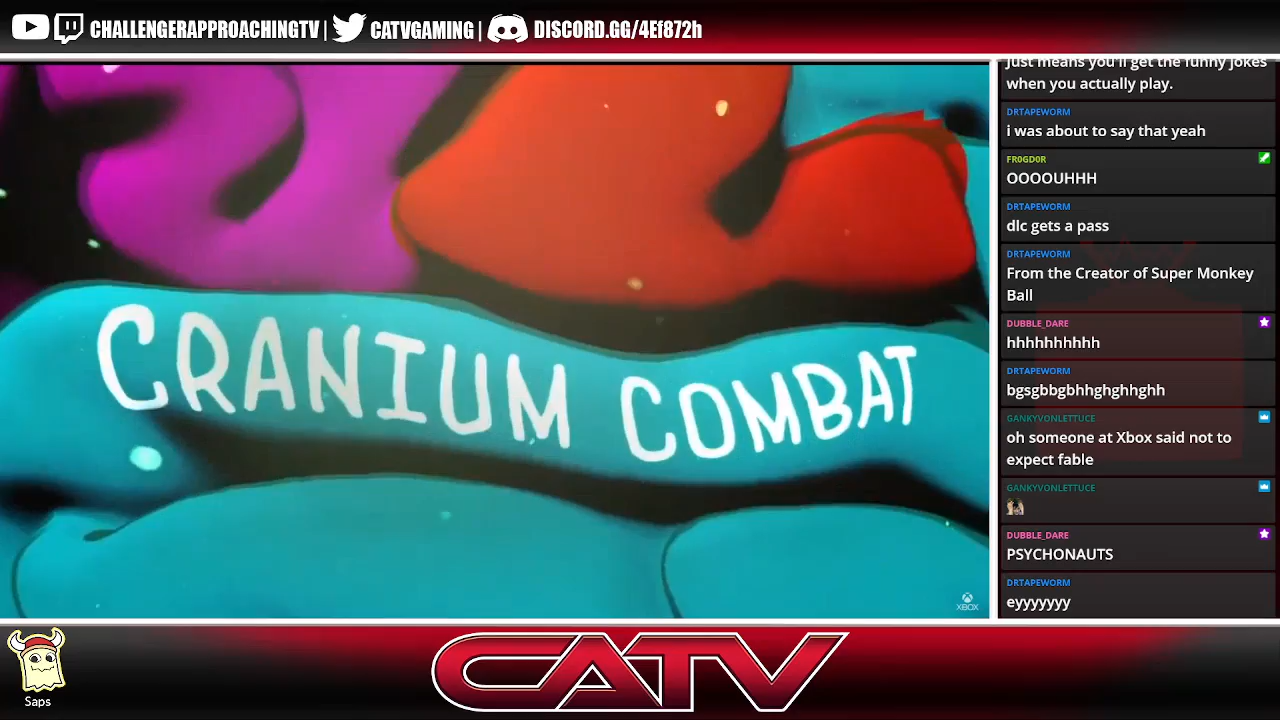 CHALLENGERAPPROACHINGTV | CATVGAMING | DISCORD.GG/4Ef872h
CRANIUM COMBAT
XBOX
just means you'll get the funny jokes
when you actually play.
DRTAPEWORM
i was about to say that yeah
FR0GD0R
OOOOUHHH
DRTAPEWORM
dlc gets a pass
DRTAPEWORM
From the Creator of Super Monkey
Ball
DUBBLE_DARE
hhhhhhhhhh
DRTAPEWORM
bgsgbbgbhhghghhghh
GANKYVONLETTUCE
oh someone at Xbox said not to
expect fable
GANKYVONLETTUCE
DUBBLE_DARE
PSYCHONAUTS
DRTAPEWORM
eyyyyyyy
Saps
CATV